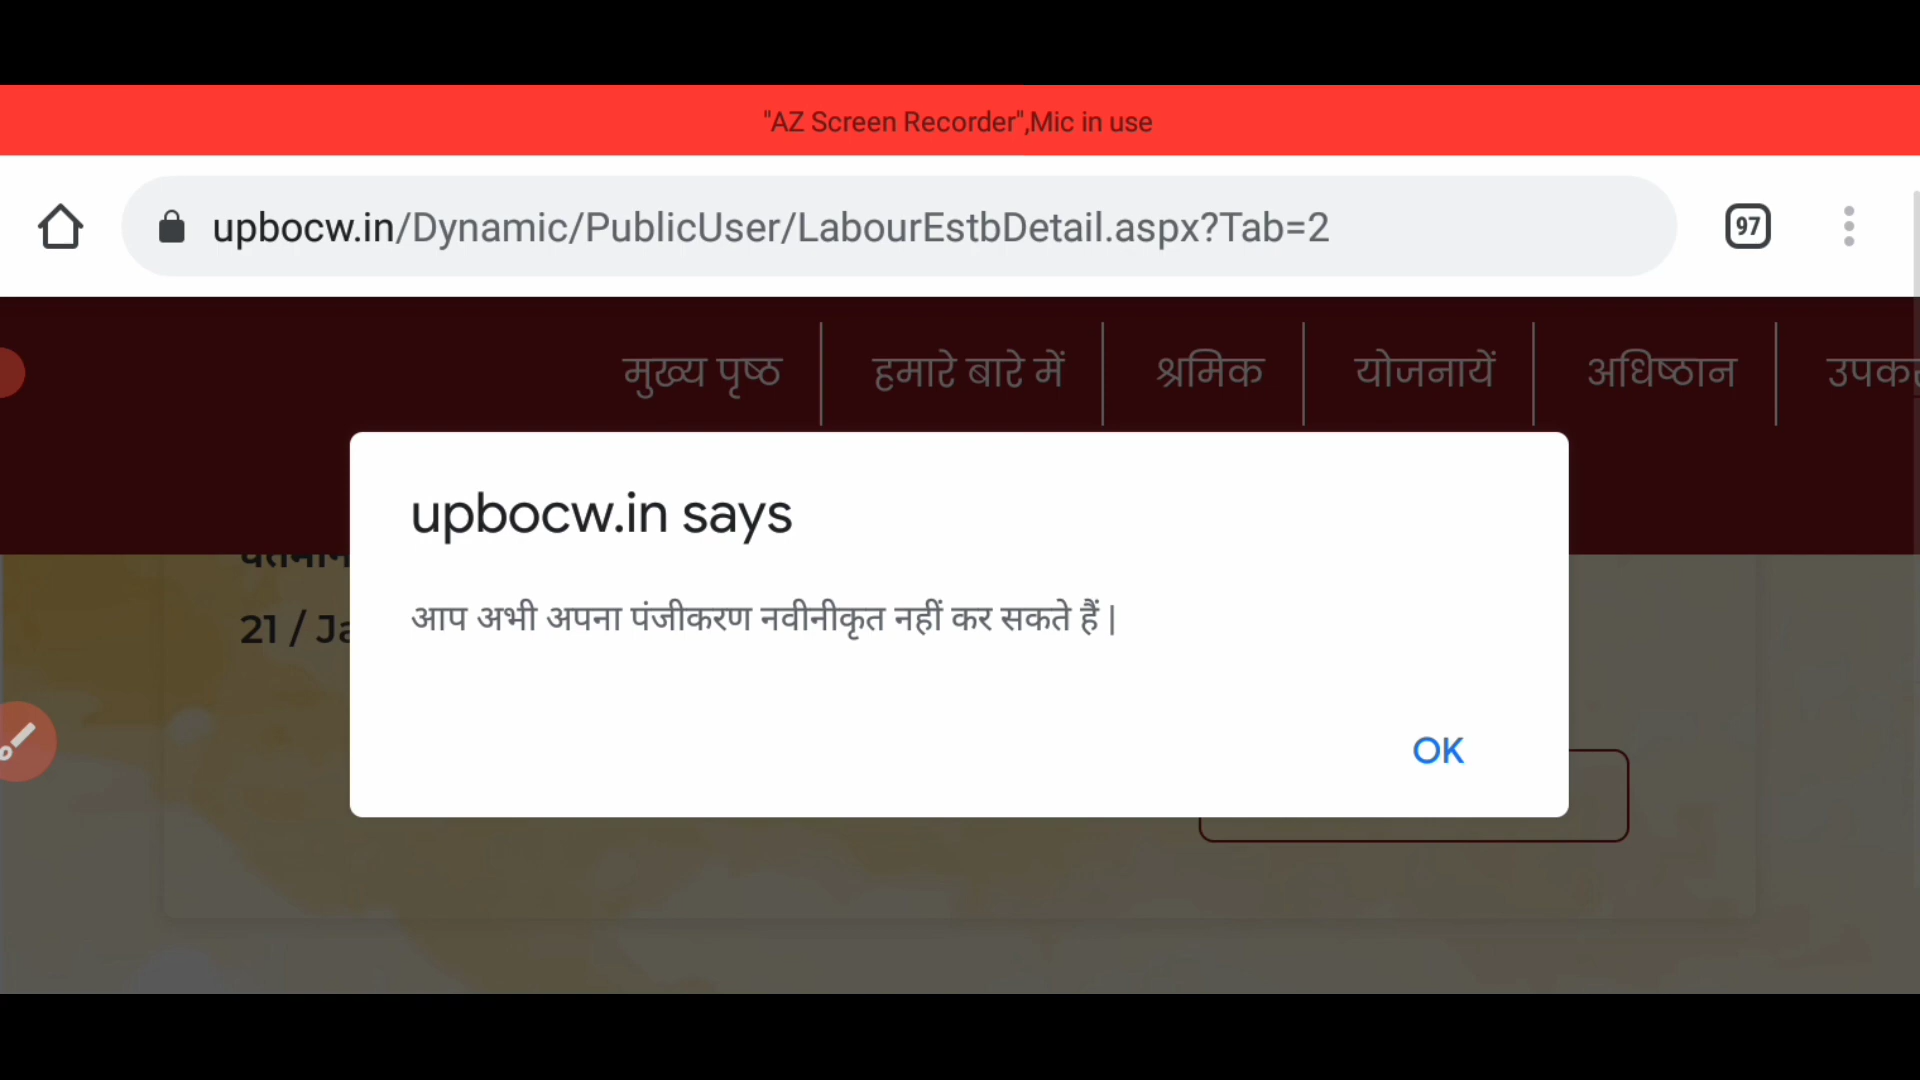 "AZ Screen Recorder",Mic in use
upbocw.in/Dynamic/PublicUser/LabourEstbDetail.aspx?Tab=2
97
मुख्य पृष्ठ
हमारे बारे में
श्रमिक
योजनायें
अधिष्ठान
upbocw.in says
आप अभी अपना पंजीकरण नवीनीकृत नहीं कर सकते हैं |
21 /
OK